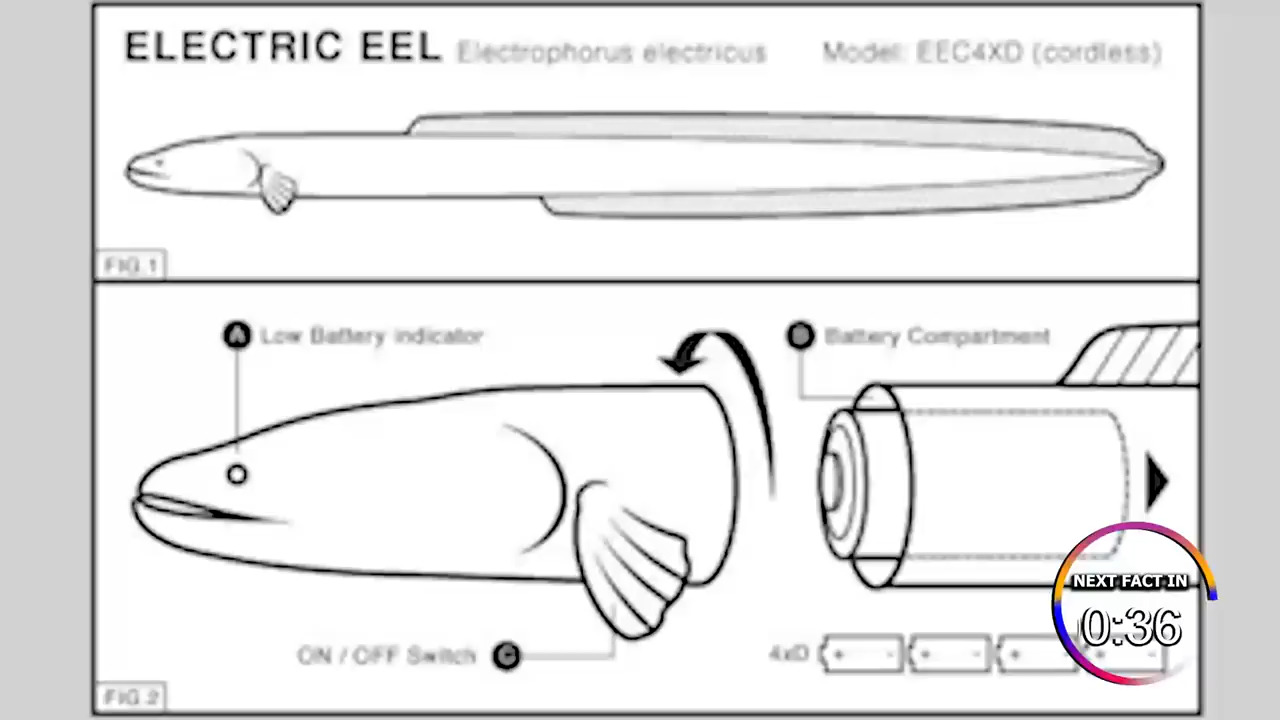 ELECTRIC EEL Electrophorus electricus Model: EEC4XD (cordless)
FIG.1
A Low Battery indicator
Battery Compartment
NEXT FACT IN
0:36
ON / OFF Switch C
4xD + - + - + + -
FIG.2